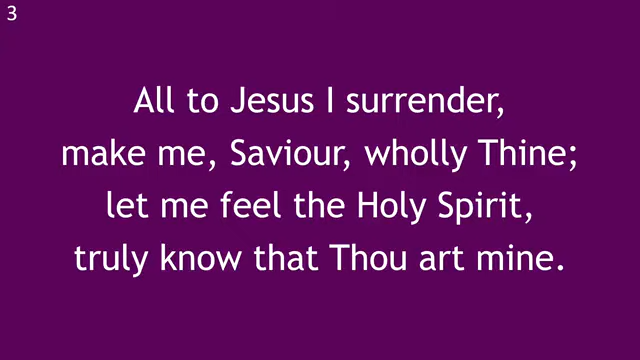 3
All to Jesus I surrender,
make me, Saviour, wholly Thine;
let me feel the Holy Spirit,
truly know that Thou art mine.